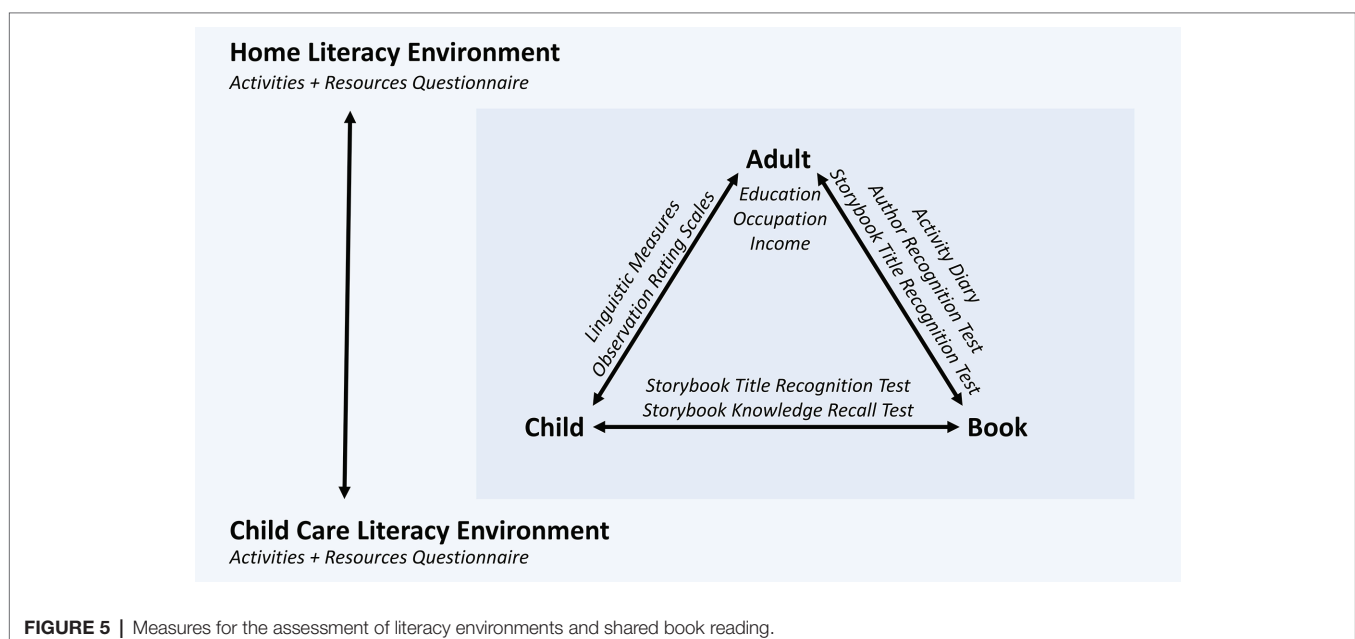 Home Literacy Environment
Activities + Resources Questionnaire
Adult
Education
Occupation
Income
Linguistic Measures
Observation Rating Scales
Activity Diary
Author Recognition Test
Storybook Title Recognition Test
Storybook Title Recognition Test
Storybook Knowledge Recall Test
Child
Book
Child Care Literacy Environment
Activities + Resources Questionnaire
FIGURE 5 | Measures for the assessment of literacy environments and shared book reading.